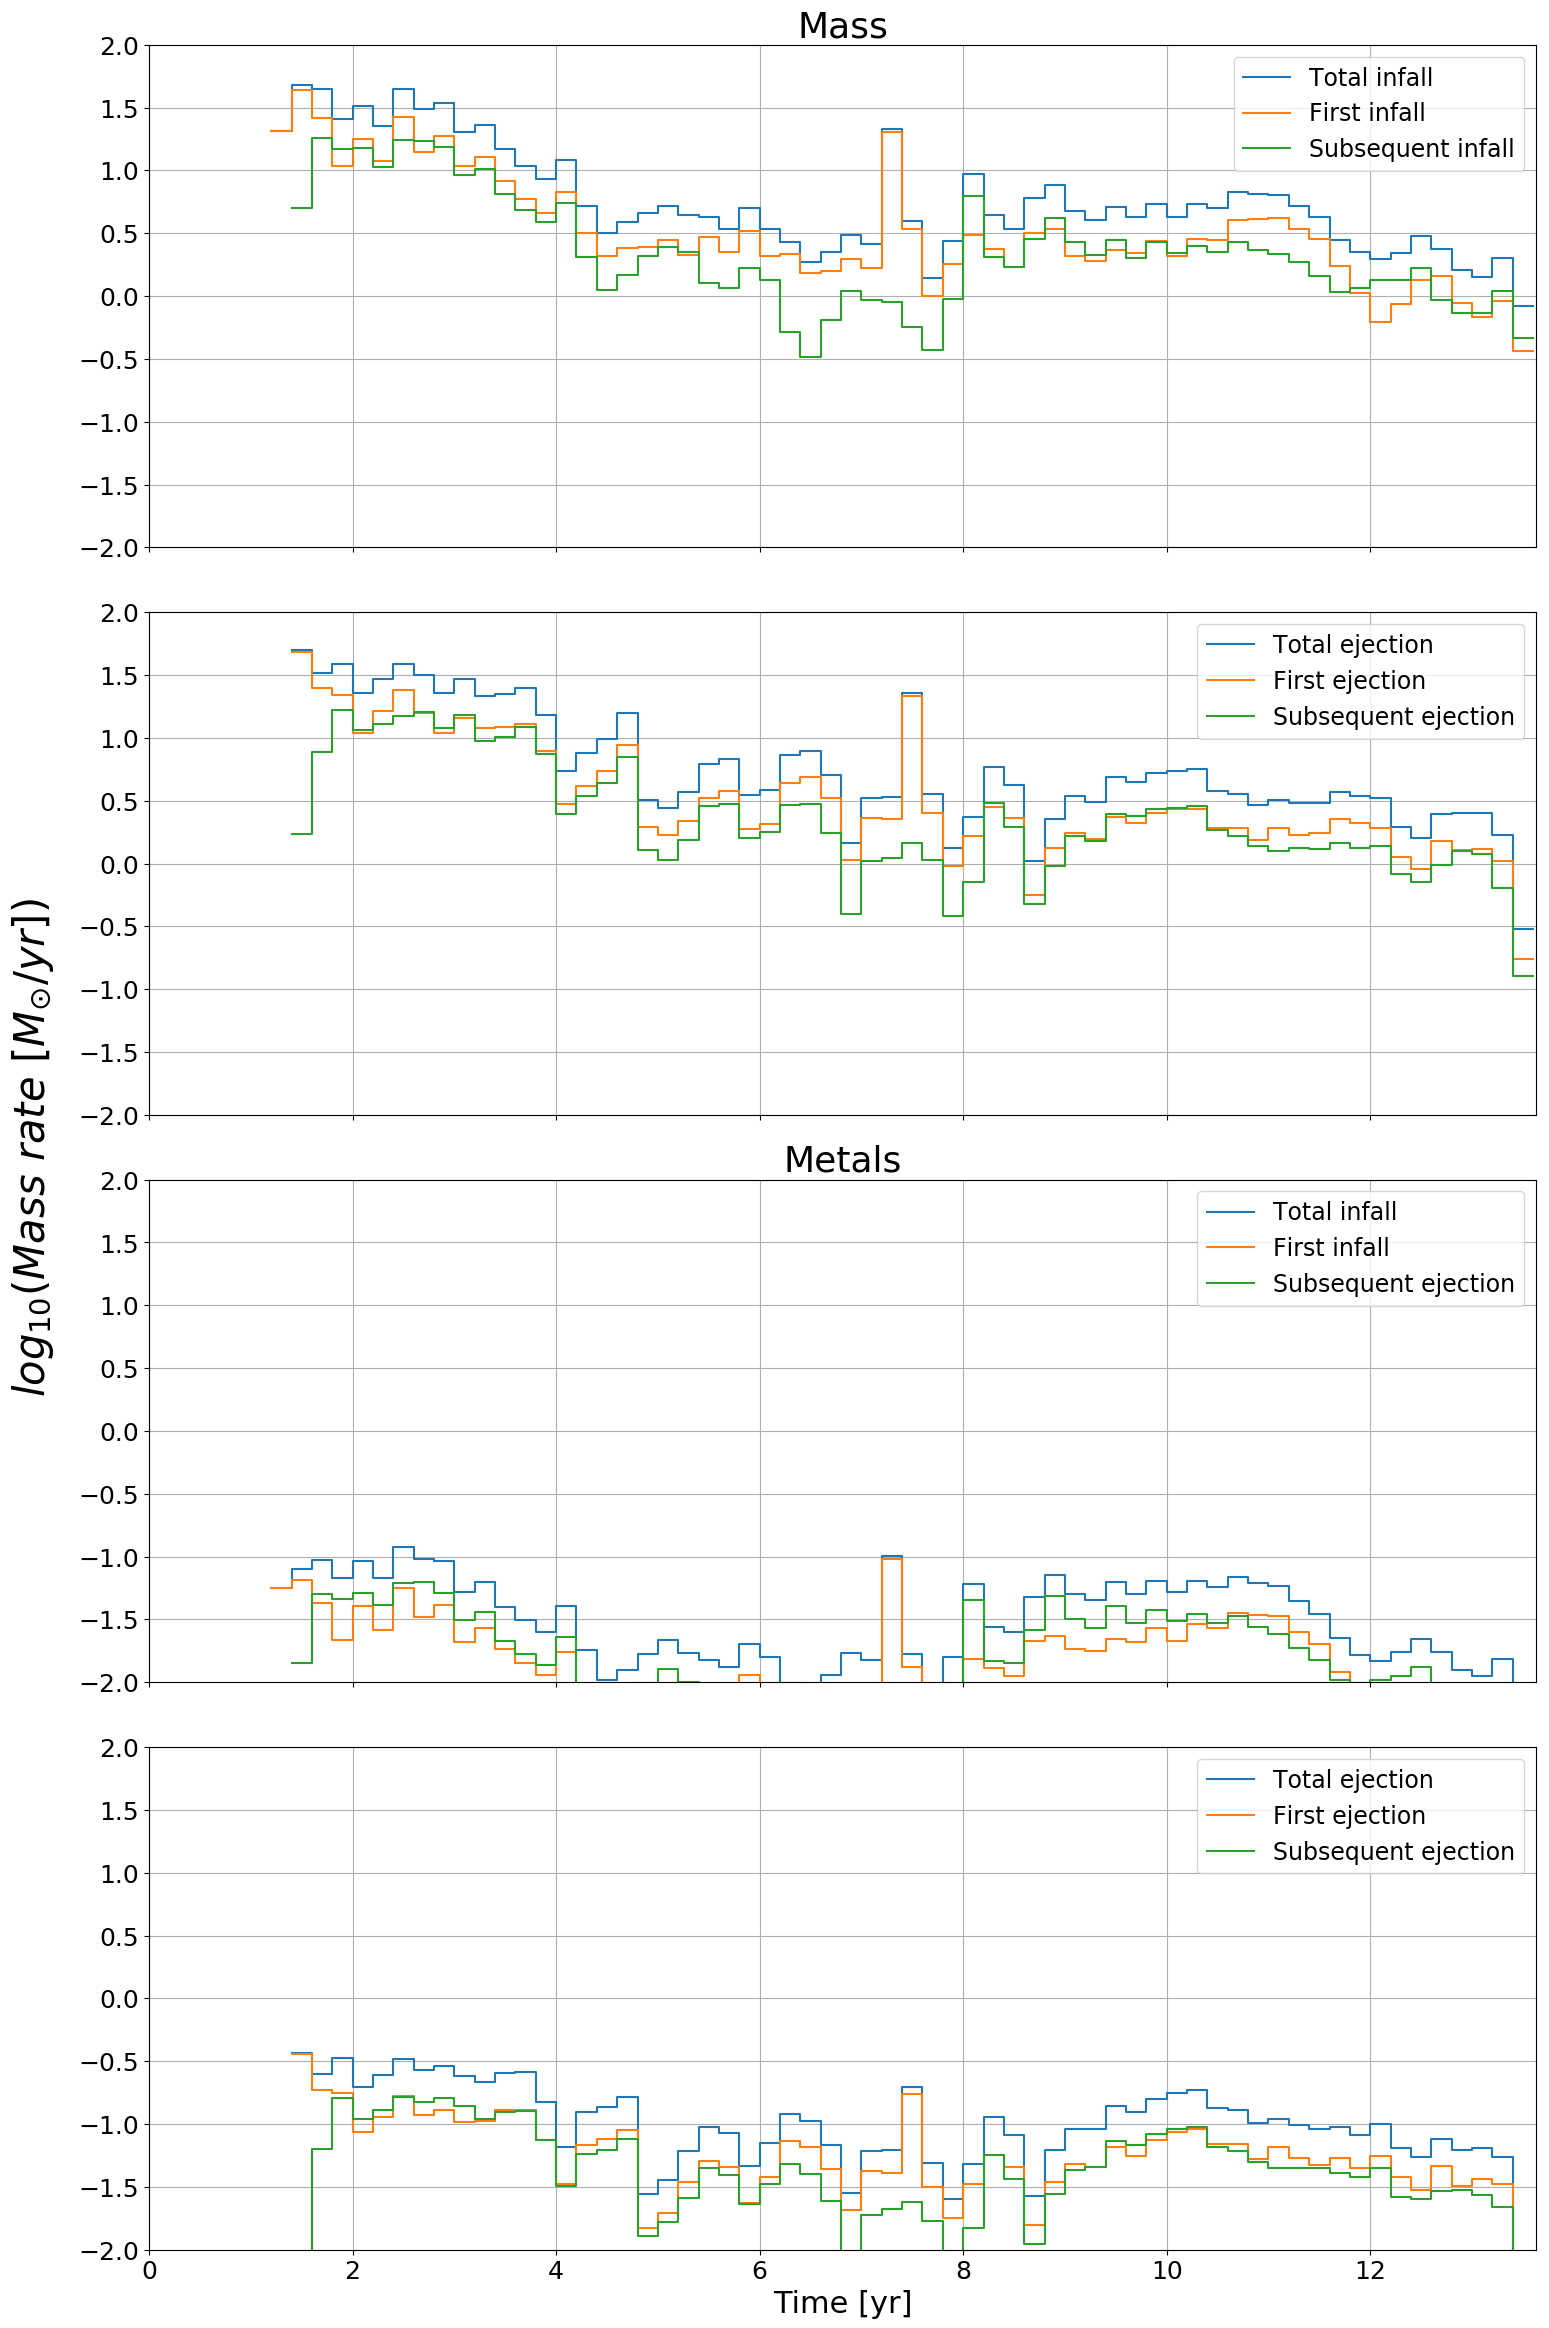 Mass
2.0
1.5
1.0
0.5
0.0
−0.5
−1.0
−1.5
−2.0
Total infall
First infall
Subsequent infall
2.0
1.5
1.0
0.5
0.0
−0.5
−1.0
−1.5
−2.0
Total ejection
First ejection
Subsequent ejection
log₁₀(Mass rate [M⊙/yr])
Metals
2.0
1.5
1.0
0.5
0.0
−0.5
−1.0
−1.5
−2.0
Total infall
First infall
Subsequent ejection
2.0
1.5
1.0
0.5
0.0
−0.5
−1.0
−1.5
−2.0
Total ejection
First ejection
Subsequent ejection
0 2 4 6 8 10 12
Time [yr]